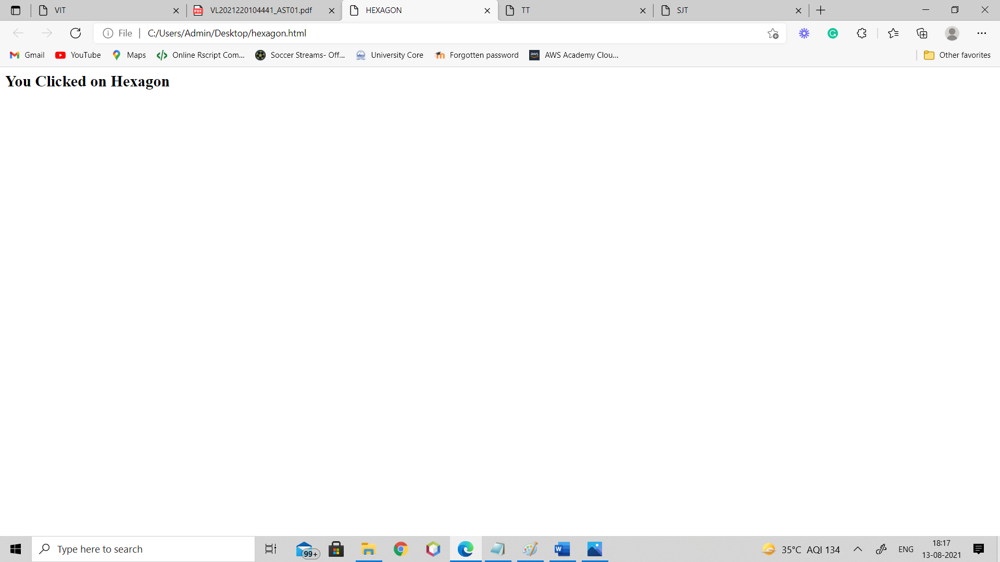 VIT
VL2021220104441_AST01.pdf
HEXAGON
TT
SJT
File
C:/Users/Admin/Desktop/hexagon.html
Gmail
YouTube
Maps
Online Rscript Com...
Soccer Streams- Off...
University Core
Forgotten password
aws
AWS Academy Clou...
Other favorites
You Clicked on Hexagon
Type here to search
99+
35°C AQI 134
ENG
18:17
13-08-2021